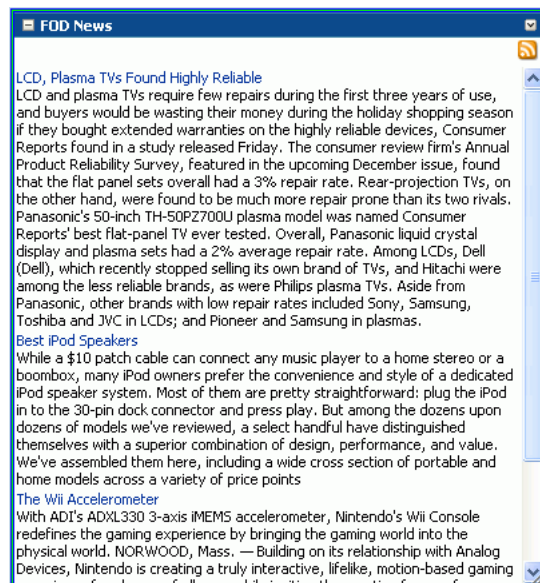 FOD News
LCD, Plasma TVs Found Highly Reliable
LCD and plasma TVs require few repairs during the first three years of use,
and buyers would be wasting their money during the holiday shopping season
if they bought extended warranties on the highly reliable devices, Consumer
Reports found in a study released Friday. The consumer review firm's Annual
Product Reliability Survey, featured in the upcoming December issue, found
that the flat panel sets overall had a 3% repair rate. Rear-projection TVs, on
the other hand, were found to be much more repair prone than its two rivals.
Panasonic's 50-inch TH-50PZ700U plasma model was named Consumer
Reports' best flat-panel TV ever tested. Overall, Panasonic liquid crystal
display and plasma sets had a 2% average repair rate. Among LCDs, Dell
(Dell), which recently stopped selling its own brand of TVs, and Hitachi were
among the less reliable brands, as were Philips plasma TVs. Aside from
Panasonic, other brands with low repair rates included Sony, Samsung,
Toshiba and JVC in LCDs; and Pioneer and Samsung in plasmas.
Best iPod Speakers
While a $10 patch cable can connect any music player to a home stereo or a
boombox, many iPod owners prefer the convenience and style of a dedicated
iPod speaker system. Most of them are pretty straightforward: plug the iPod
in to the 30-pin dock connector and press play. But among the dozens upon
dozens of models we've reviewed, a select handful have distinguished
themselves with a superior combination of design, performance, and value.
We've assembled them here, including a wide cross section of portable and
home models across a variety of price points
The Wii Accelerometer
With ADI's ADXL330 3-axis iMEMS accelerometer, Nintendo's Wii Console
redefines the gaming experience by bringing the gaming world into the
physical world. NORWOOD, Mass. — Building on its relationship with Analog
Devices, Nintendo is creating a truly interactive, lifelike, motion-based gaming